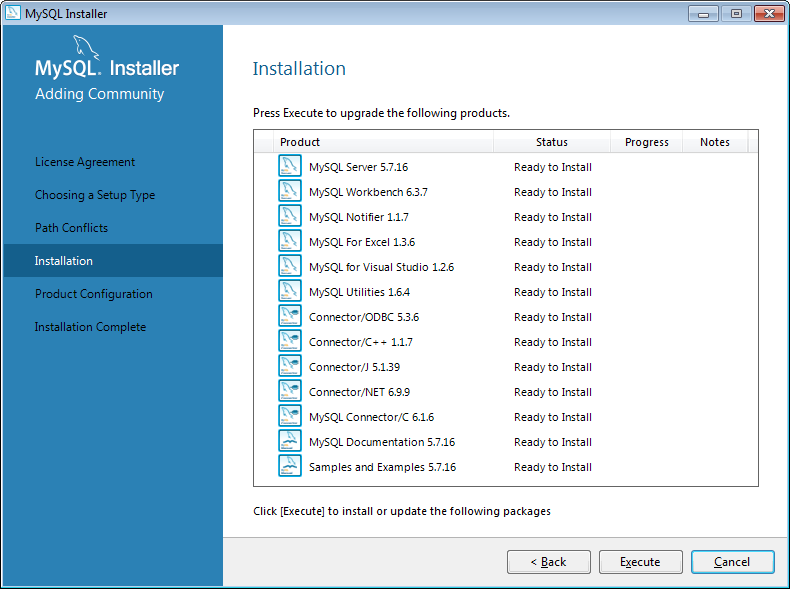 MySQL Installer
MySQL. Installer
Adding Community
License Agreement
Choosing a Setup Type
Path Conflicts
Installation
Product Configuration
Installation Complete
Installation
Press Execute to upgrade the following products.
Product Status Progress Notes
MySQL Server 5.7.16 Ready to Install
MySQL Workbench 6.3.7 Ready to Install
MySQL Notifier 1.1.7 Ready to Install
MySQL For Excel 1.3.6 Ready to Install
MySQL for Visual Studio 1.2.6 Ready to Install
MySQL Utilities 1.6.4 Ready to Install
Connector/ODBC 5.3.6 Ready to Install
Connector/C++ 1.1.7 Ready to Install
Connector/J 5.1.39 Ready to Install
Connector/NET 6.9.9 Ready to Install
MySQL Connector/C 6.1.6 Ready to Install
MySQL Documentation 5.7.16 Ready to Install
Samples and Examples 5.7.16 Ready to Install
Click [Execute] to install or update the following packages
< Back Execute Cancel